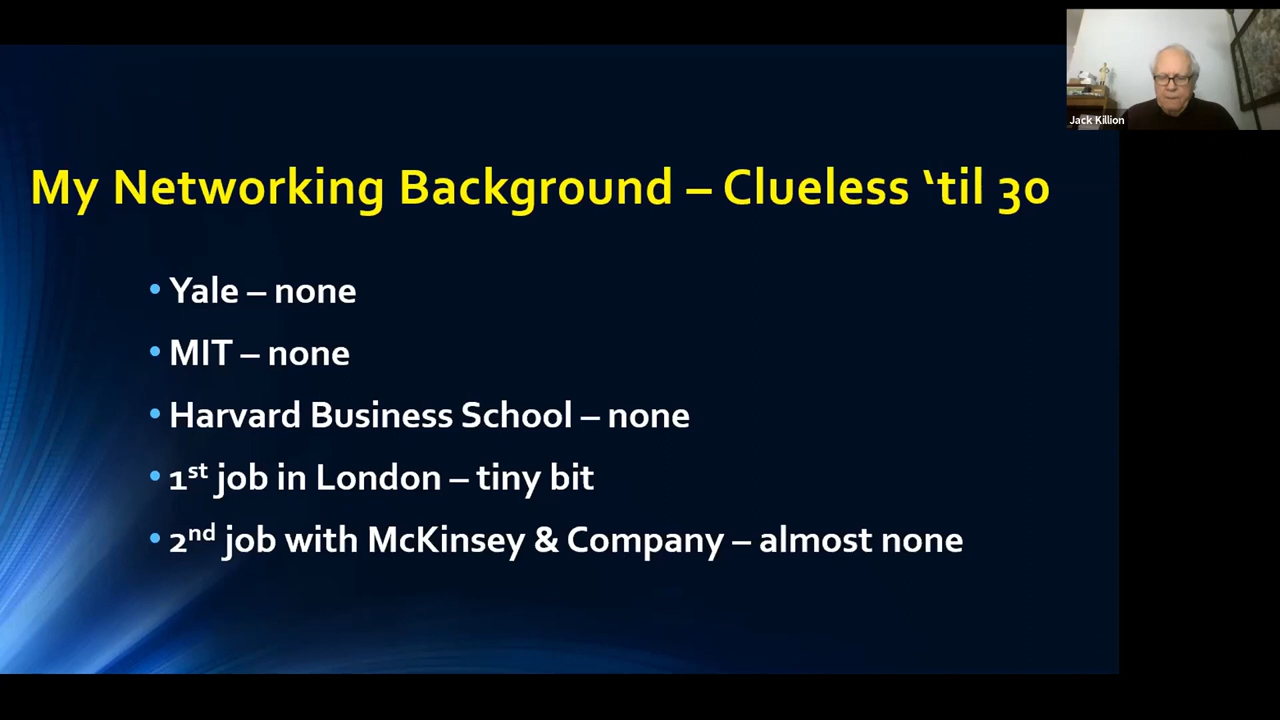 Jack Killion
My Networking Background – Clueless ‘til 30
• Yale – none
• MIT – none
• Harvard Business School – none
• 1st job in London – tiny bit
• 2nd job with McKinsey & Company – almost none